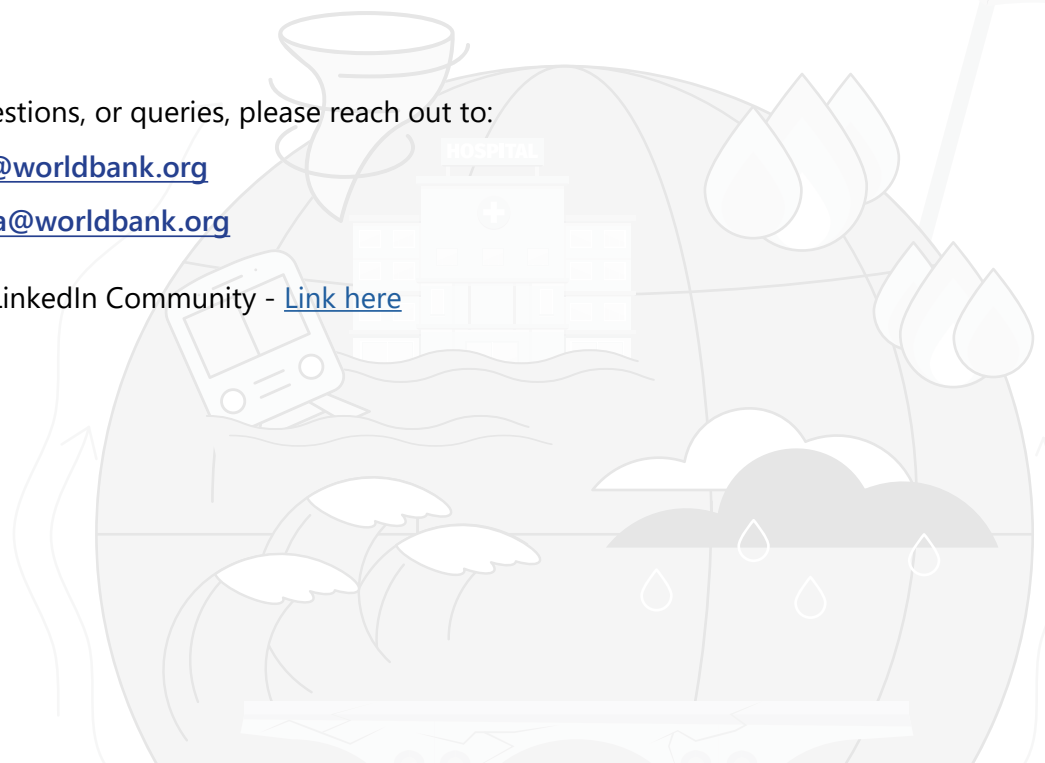 estions, or queries, please reach out to:
@worldbank.org
a@worldbank.org
LinkedIn Community - Link here
HOSPITAL